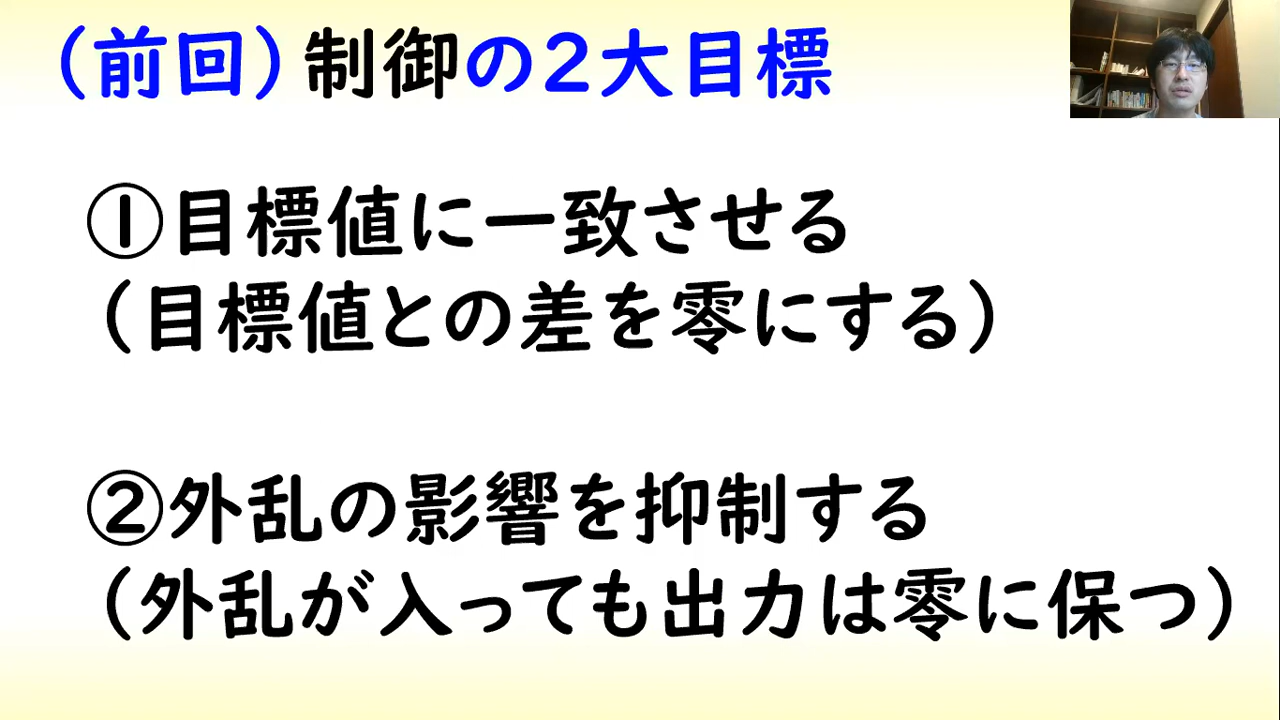 （前回）制御の２大目標
①目標値に一致させる
（目標値との差を零にする）
②外乱の影響を抑制する
（外乱が入っても出力は零に保つ）